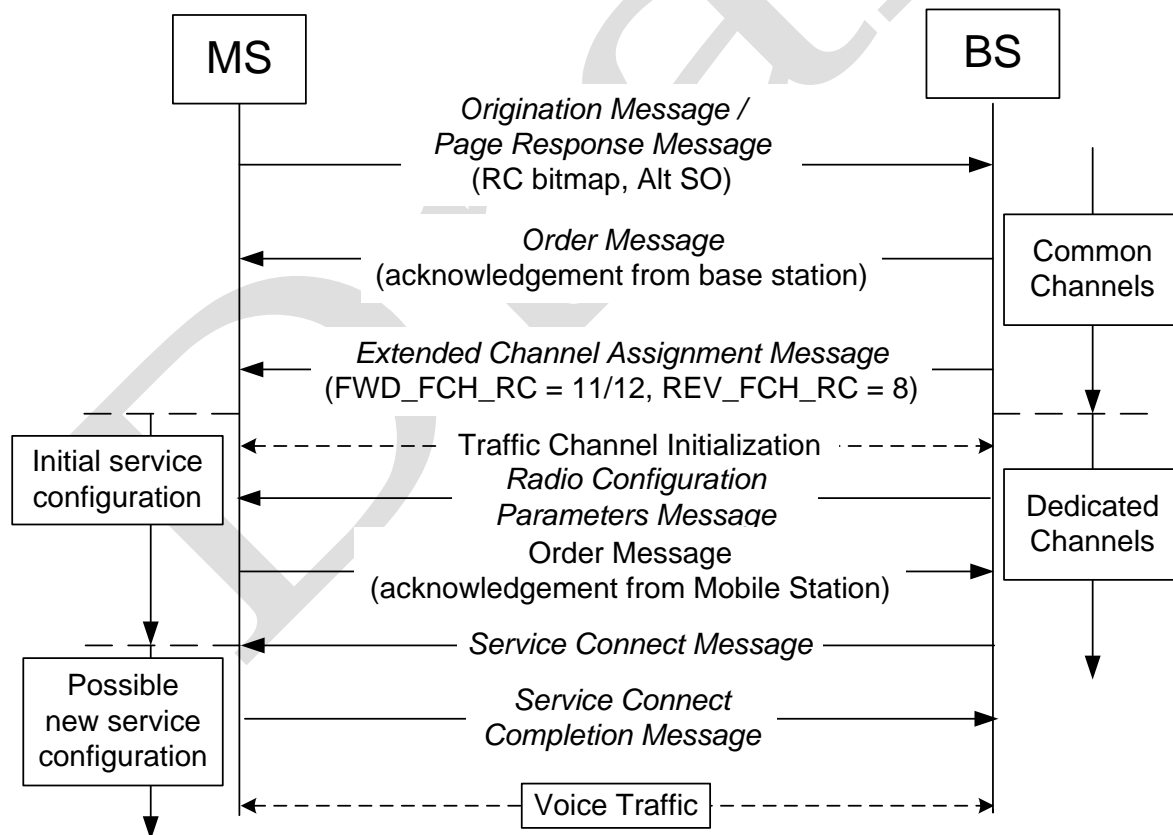 MS
BS
Origination Message /
Page Response Message
(RC bitmap, Alt SO)
Order Message
(acknowledgement from base station)
Common
Channels
Extended Channel Assignment Message
(FWD_FCH_RC = 11/12, REV_FCH_RC = 8)
Traffic Channel Initialization
Initial service
configuration
Radio Configuration
Parameters Message
Dedicated
Channels
Order Message
(acknowledgement from Mobile Station)
Service Connect Message
Possible
new service
configuration
Service Connect
Completion Message
Voice Traffic